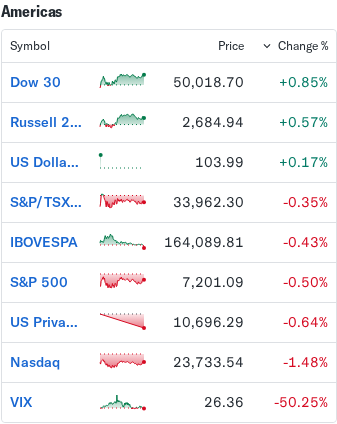 Americas
Symbol Price Change %
Dow 30 50,018.70 +0.85%
Russell 2... 2,684.94 +0.57%
US Dolla... 103.99 +0.17%
S&P/TSX... 33,962.30 -0.35%
IBOVESPA 164,089.81 -0.43%
S&P 500 7,201.09 -0.50%
US Priva... 10,696.29 -0.64%
Nasdaq 23,733.54 -1.48%
VIX 26.36 -50.25%